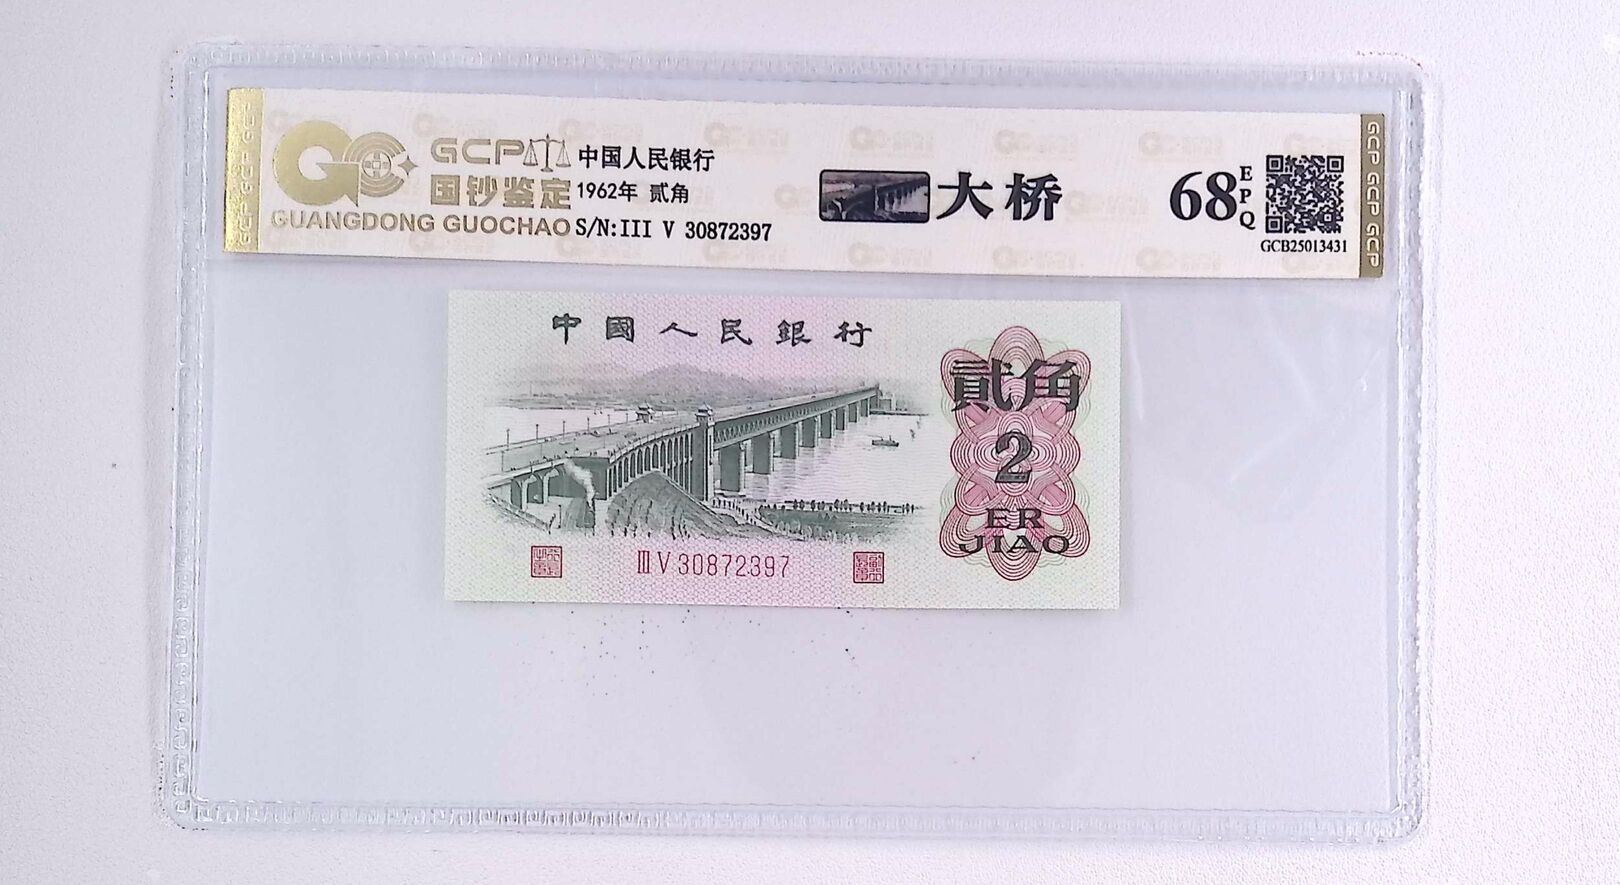 GCP
国钞鉴定
GUANGDONG GUOCHAO
中国人民银行
1962年 贰角
S/N:III V 30872397
大桥
68
EPQ
GCB25013431
GCP GCP GCP
中國人民銀行
貳角
2
ER
JIAO
III V 30872397